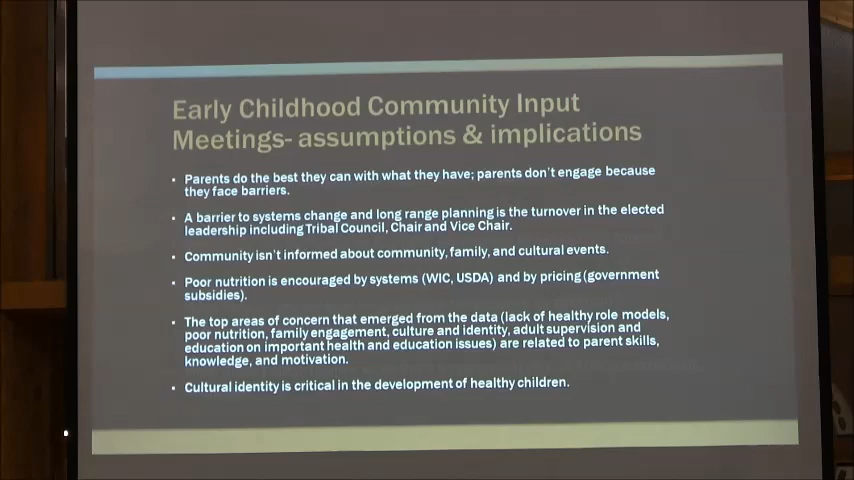 Early Childhood Community Input
Meetings- assumptions & implications
▪ Parents do the best they can with what they have; parents don't engage because
they face barriers.
▪ A barrier to systems change and long range planning is the turnover in the elected
leadership including Tribal Council, Chair and Vice Chair.
▪ Community isn't informed about community, family, and cultural events.
▪ Poor nutrition is encouraged by systems (WIC, USDA) and by pricing (government
subsidies).
▪ The top areas of concern that emerged from the data (lack of healthy role models,
poor nutrition, family engagement, culture and identity, adult supervision and
education on important health and education issues) are related to parent skills,
knowledge, and motivation.
▪ Cultural identity is critical in the development of healthy children.